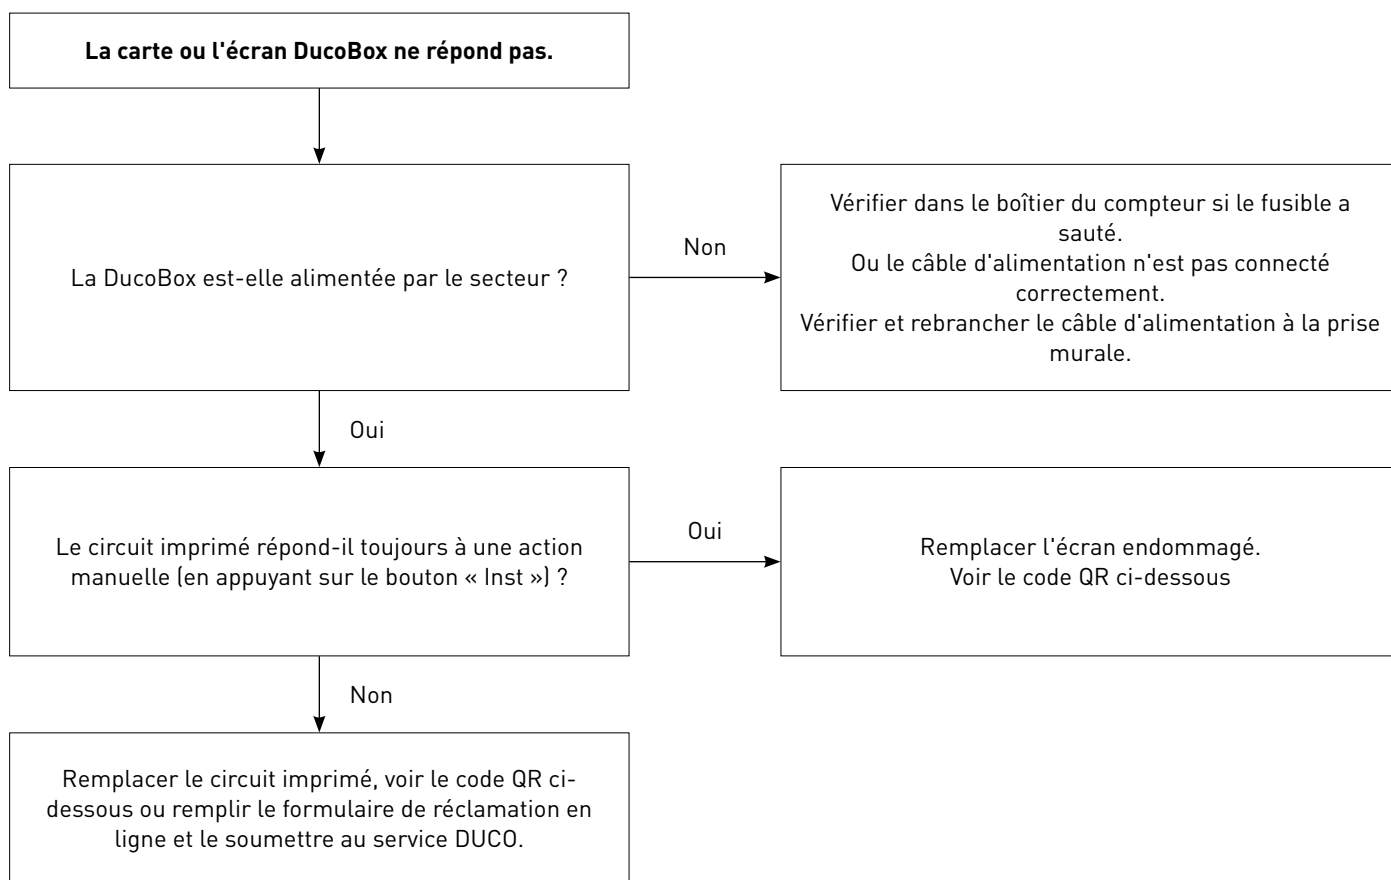 La carte ou l'écran DucoBox ne répond pas.
La DucoBox est-elle alimentée par le secteur ?
Non
Vérifier dans le boîtier du compteur si le fusible a
sauté.
Ou le câble d'alimentation n'est pas connecté
correctement.
Vérifier et rebrancher le câble d'alimentation à la prise
murale.
Oui
Le circuit imprimé répond-il toujours à une action
manuelle (en appuyant sur le bouton « Inst ») ?
Oui
Remplacer l'écran endommagé.
Voir le code QR ci-dessous
Non
Remplacer le circuit imprimé, voir le code QR ci-
dessous ou remplir le formulaire de réclamation en
ligne et le soumettre au service DUCO.